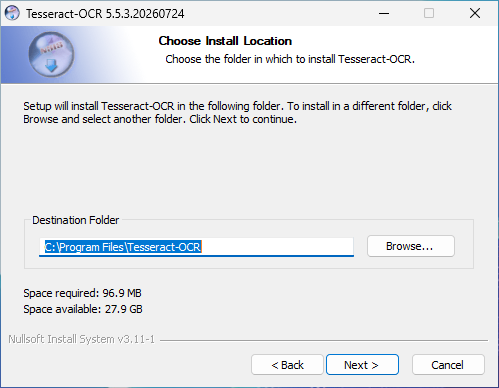 Tesseract-OCR 5.5.3.20260724
Choose Install Location
Choose the folder in which to install Tesseract-OCR.
Setup will install Tesseract-OCR in the following folder. To install in a different folder, click
Browse and select another folder. Click Next to continue.
Destination Folder
C:\Program Files\Tesseract-OCR
Browse...
Space required: 96.9 MB
Space available: 27.9 GB
Nullsoft Install System v3.11-1
< Back
Next >
Cancel